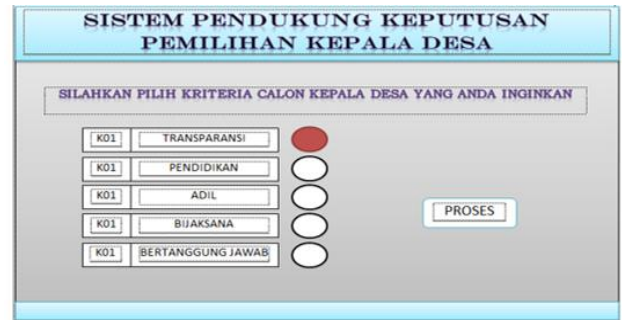 SISTEM PENDUKUNG KEPUTUSAN
PEMILIHAN KEPALA DESA
SILAHKAN PILIH KRITERIA CALON KEPALA DESA YANG ANDA INGINKAN
K01 TRANSPARANSI
K01 PENDIDIKAN
K01 ADIL
K01 BIJAKSANA
K01 BERTANGGUNG JAWAB
PROSES